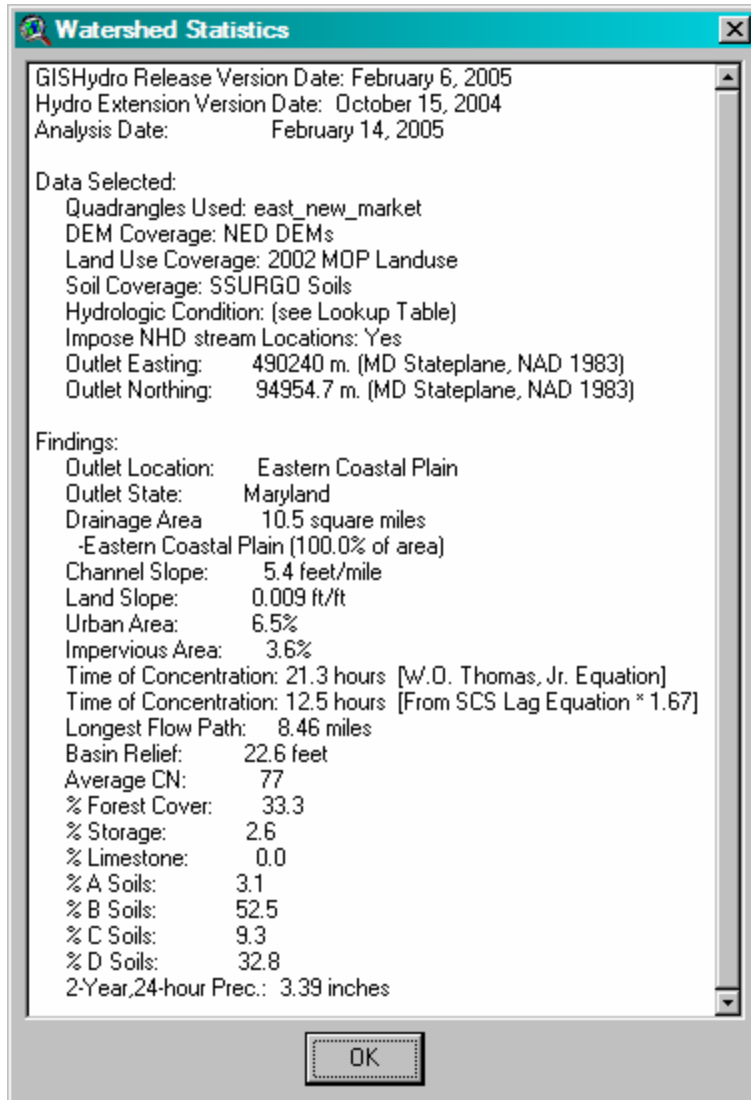 Watershed Statistics
GISHydro Release Version Date: February 6, 2005
Hydro Extension Version Date: October 15, 2004
Analysis Date: February 14, 2005
Data Selected:
Quadrangles Used: east_new_market
DEM Coverage: NED DEMs
Land Use Coverage: 2002 MOP Landuse
Soil Coverage: SSURGO Soils
Hydrologic Condition: (see Lookup Table)
Impose NHD stream Locations: Yes
Outlet Easting: 490240 m. (MD Stateplane, NAD 1983)
Outlet Northing: 94954.7 m. (MD Stateplane, NAD 1983)
Findings:
Outlet Location: Eastern Coastal Plain
Outlet State: Maryland
Drainage Area 10.5 square miles
-Eastern Coastal Plain (100.0% of area)
Channel Slope: 5.4 feet/mile
Land Slope: 0.009 ft/ft
Urban Area: 6.5%
Impervious Area: 3.6%
Time of Concentration: 21.3 hours [W.O. Thomas, Jr. Equation]
Time of Concentration: 12.5 hours [From SCS Lag Equation * 1.67]
Longest Flow Path: 8.46 miles
Basin Relief: 22.6 feet
Average CN: 77
% Forest Cover: 33.3
% Storage: 2.6
% Limestone: 0.0
% A Soils: 3.1
% B Soils: 52.5
% C Soils: 9.3
% D Soils: 32.8
2-Year,24-hour Prec.: 3.39 inches
OK